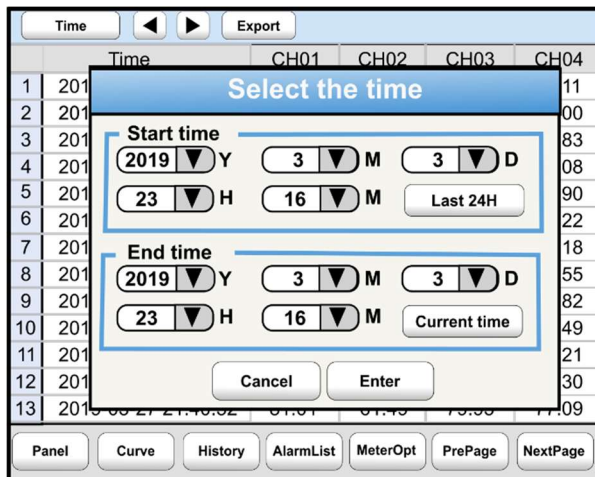 Time ◀ ▶ Export
Time CH01 CH02 CH03 CH04
Select the time
1 201 11
2 201 00
3 201 83
4 201 08
5 201 90
6 201 22
7 201 18
8 201 55
9 201 82
10 201 49
11 201 21
12 201 30
13 09
Start time
2019 ▼ Y 3 ▼ M 3 ▼ D
23 ▼ H 16 ▼ M Last 24H
End time
2019 ▼ Y 3 ▼ M 3 ▼ D
23 ▼ H 16 ▼ M Current time
Cancel Enter
Panel Curve History AlarmList MeterOpt PrePage NextPage